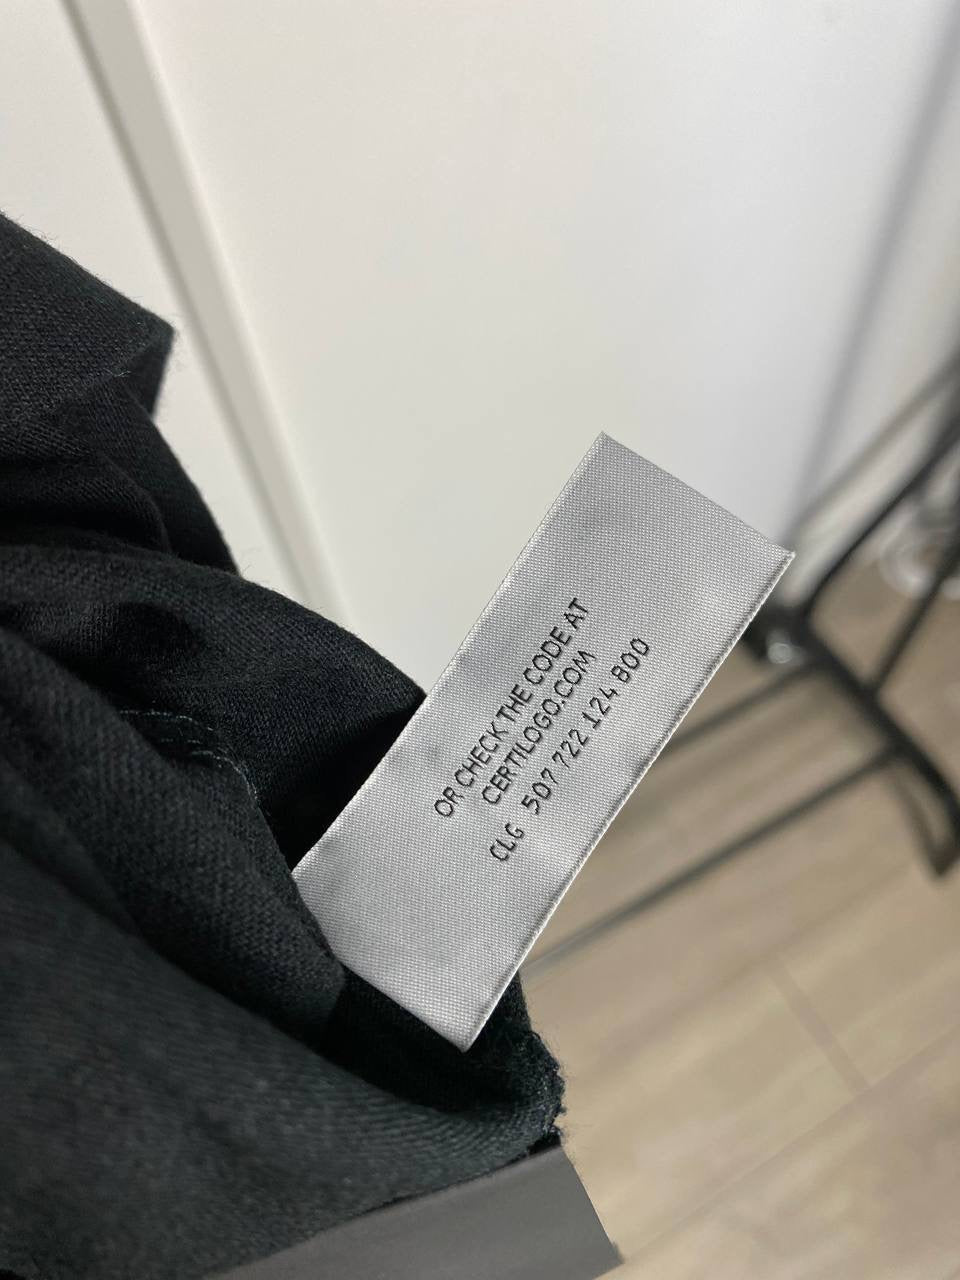 OR CHECK THE CODE AT
CERTILOGO.COM
CLG 507 722 124 800